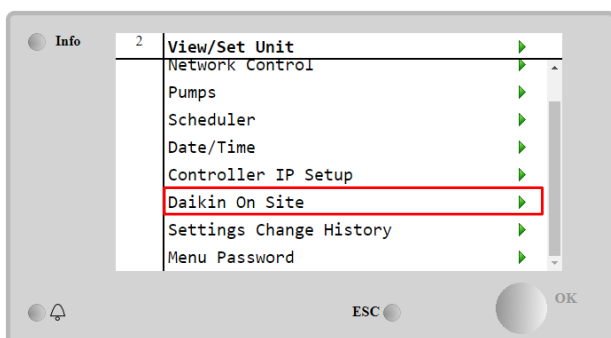 Info
2
View/Set Unit
Network Control
Pumps
Scheduler
Date/Time
Controller IP Setup
Daikin On Site
Settings Change History
Menu Password
ESC
OK